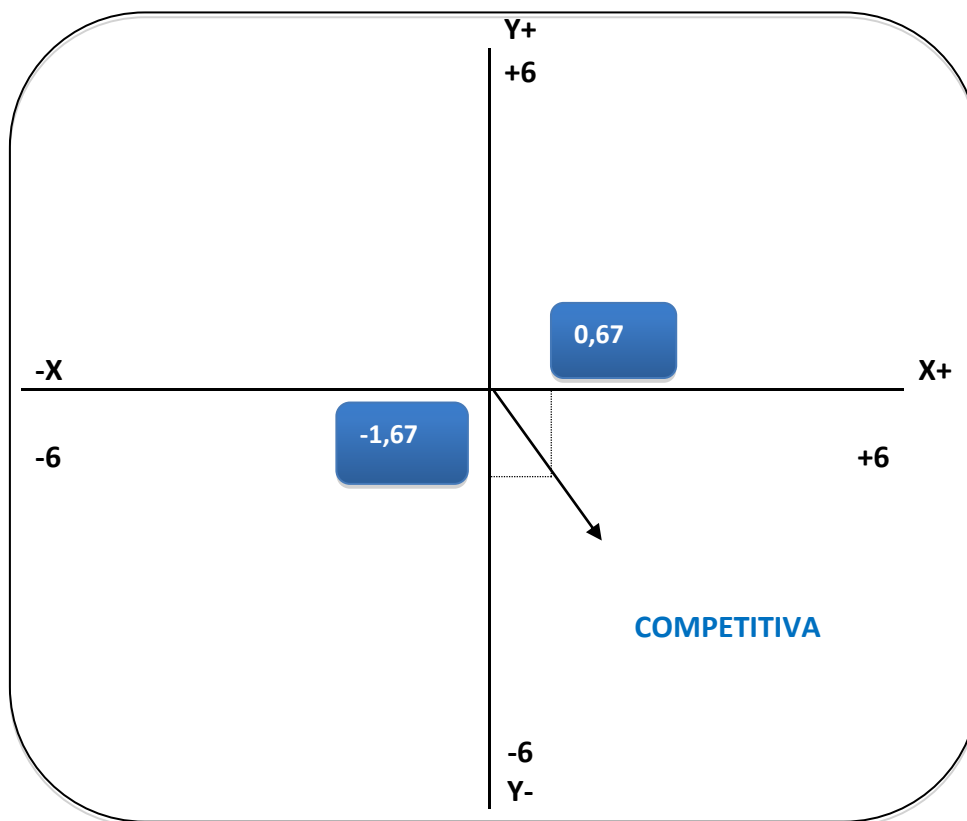 Y+
+6
0,67
-X
X+
-1,67
-6
+6
COMPETITIVA
-6
Y-